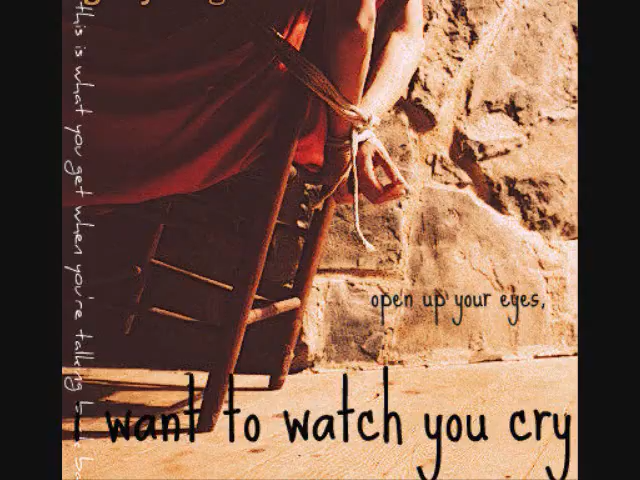 this is what you get when you're talking
open up your eyes,
i want to watch you cry